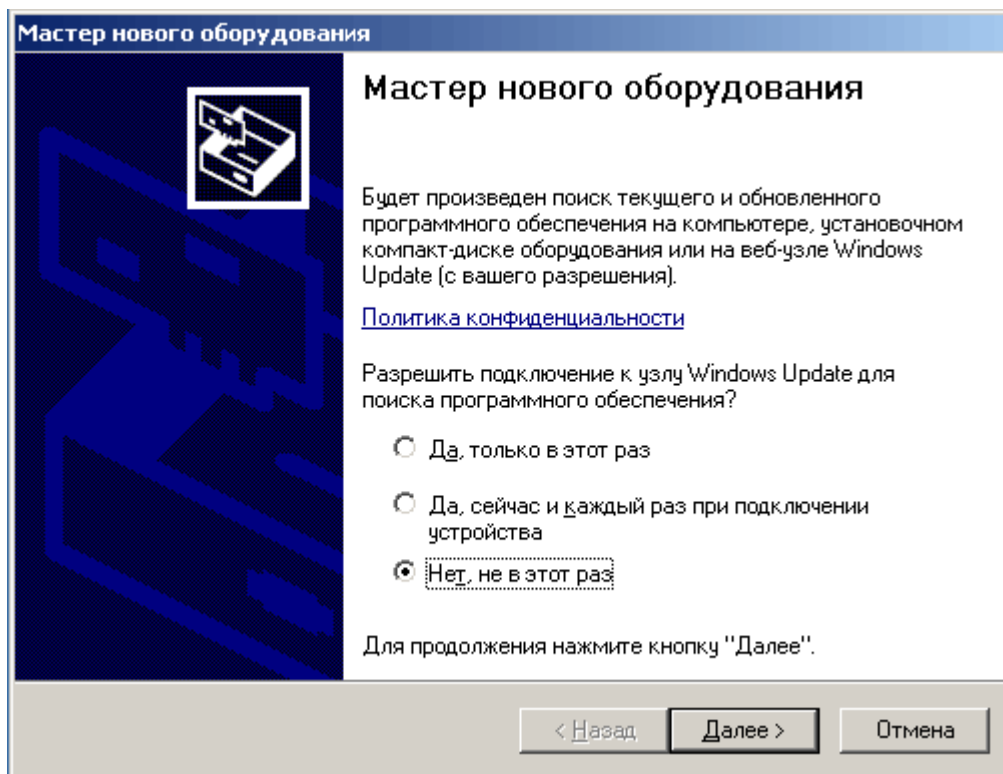 Мастер нового оборудования
Мастер нового оборудования
Будет произведен поиск текущего и обновленного
программного обеспечения на компьютере, установочном
компакт-диске оборудования или на веб-узле Windows
Update (с вашего разрешения).
Политика конфиденциальности
Разрешить подключение к узлу Windows Update для
поиска программного обеспечения?
Да, только в этот раз
Да, сейчас и каждый раз при подключении
устройства
Нет, не в этот раз
Для продолжения нажмите кнопку "Далее".
< Назад
Далее >
Отмена